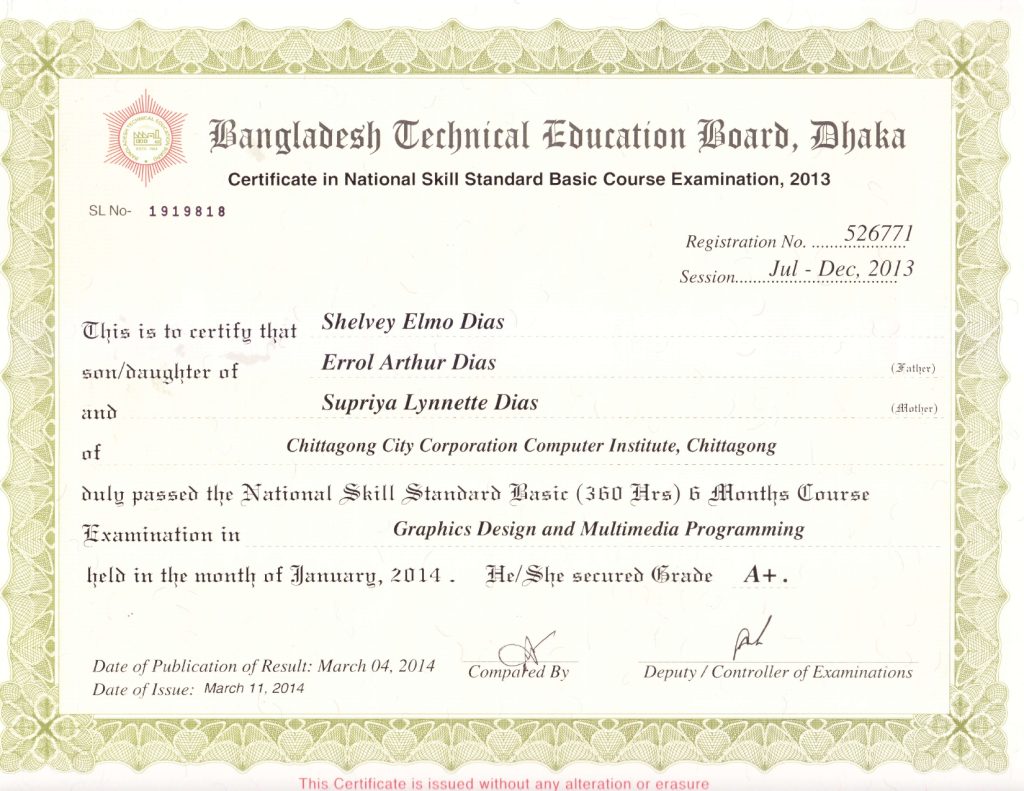 Bangladesh Technical Education Board, Dhaka
Certificate in National Skill Standard Basic Course Examination, 2013
SL No- 1919818
Registration No. ..................526771
Session..................Jul - Dec, 2013
This is to certify that Shelvey Elmo Dias
son/daughter of Errol Arthur Dias (Father)
and Supriya Lynnette Dias (Mother)
of Chittagong City Corporation Computer Institute, Chittagong
duly passed the National Skill Standard Basic (360 Hrs) 6 Months Course
Examination in Graphics Design and Multimedia Programming
held in the month of January, 2014 . He/She secured Grade A+ .
Date of Publication of Result: March 04, 2014 Compared By Deputy / Controller of Examinations
Date of Issue: March 11, 2014
This Certificate is issued without any alteration or erasure